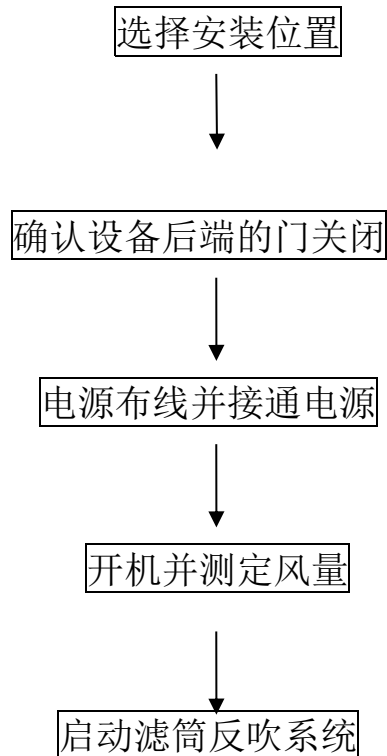 选择安装位置
确认设备后端的门关闭
电源布线并接通电源
开机并测定风量
启动滤筒反吹系统